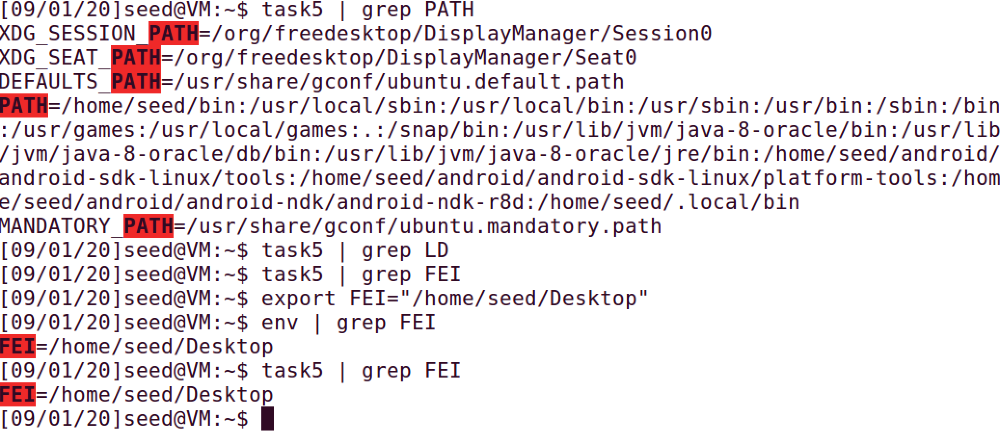 [09/01/20]seed@VM:~$ task5 | grep PATH
XDG_SESSION_PATH=/org/freedesktop/DisplayManager/Session0
XDG_SEAT_PATH=/org/freedesktop/DisplayManager/Seat0
DEFAULTS_PATH=/usr/share/gconf/ubuntu.default.path
PATH=/home/seed/bin:/usr/local/sbin:/usr/local/bin:/usr/sbin:/usr/bin:/sbin:/bin
:/usr/games:/usr/local/games:.:/snap/bin:/usr/lib/jvm/java-8-oracle/bin:/usr/lib
/jvm/java-8-oracle/db/bin:/usr/lib/jvm/java-8-oracle/jre/bin:/home/seed/android/
android-sdk-linux/tools:/home/seed/android/android-sdk-linux/platform-tools:/hom
e/seed/android/android-ndk/android-ndk-r8d:/home/seed/.local/bin
MANDATORY_PATH=/usr/share/gconf/ubuntu.mandatory.path
[09/01/20]seed@VM:~$ task5 | grep LD
[09/01/20]seed@VM:~$ task5 | grep FEI
[09/01/20]seed@VM:~$ export FEI="/home/seed/Desktop"
[09/01/20]seed@VM:~$ env | grep FEI
FEI=/home/seed/Desktop
[09/01/20]seed@VM:~$ task5 | grep FEI
FEI=/home/seed/Desktop
[09/01/20]seed@VM:~$